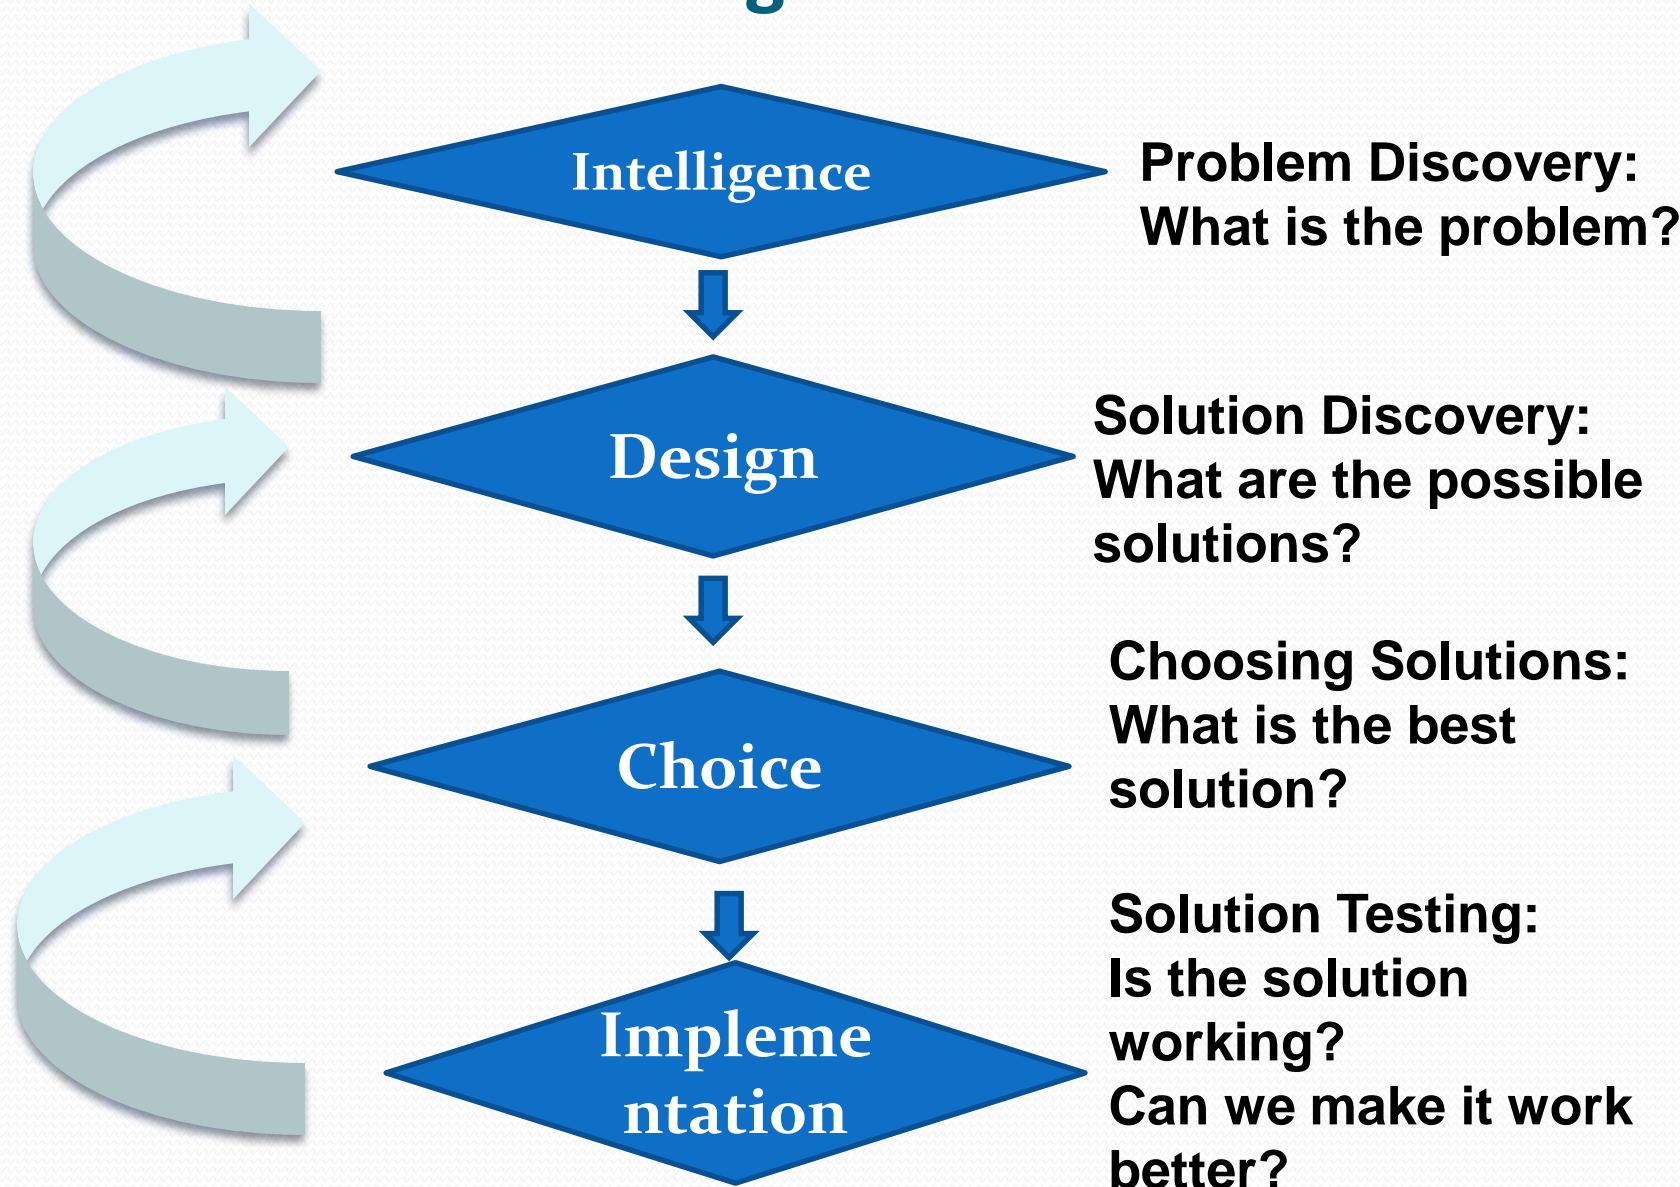 Intelligence
Problem Discovery:
What is the problem?
Design
Solution Discovery:
What are the possible
solutions?
Choice
Choosing Solutions:
What is the best
solution?
Impleme
ntation
Solution Testing:
Is the solution
working?
Can we make it work
better?